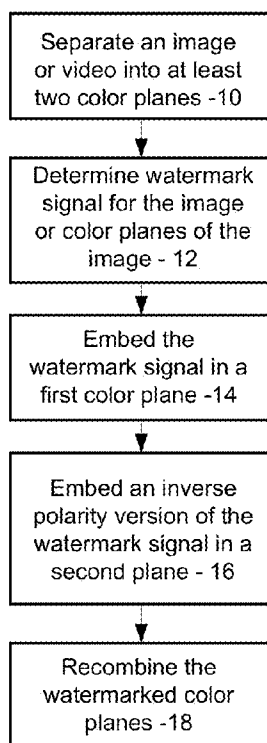 Separate an image
or video into at least
two color planes -10
Determine watermark
signal for the image
or color planes of the
image - 12
Embed the
watermark signal in a
first color plane -14
Embed an inverse
polarity version of the
watermark signal in a
second plane - 16
Recombine the
watermarked color
planes -18